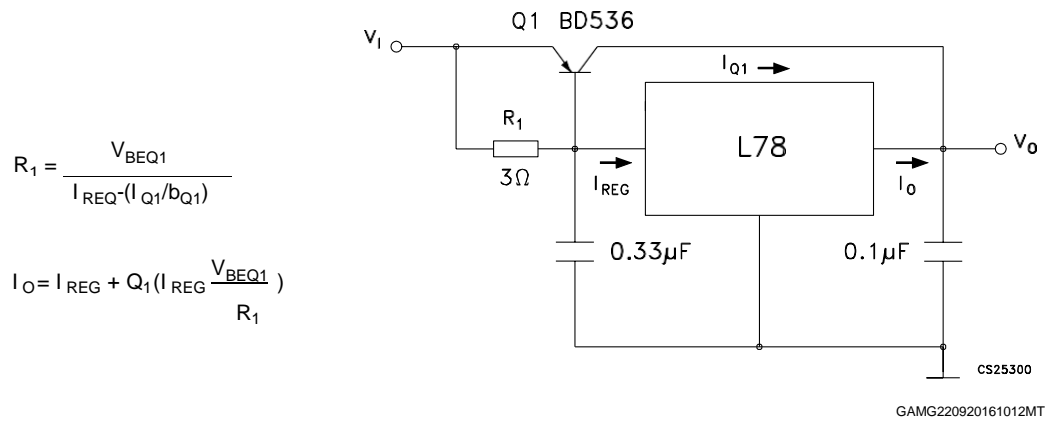 Q1 BD536
VI
IQ1
R1
L78
VO
3Ω
IREG
IO
R1 = VBEQ1
IREQ-(IQ1/bQ1)
0.33µF
0.1µF
IO= IREG + Q1(IREG VBEQ1 )
R1
CS25300
GAMG220920161012MT